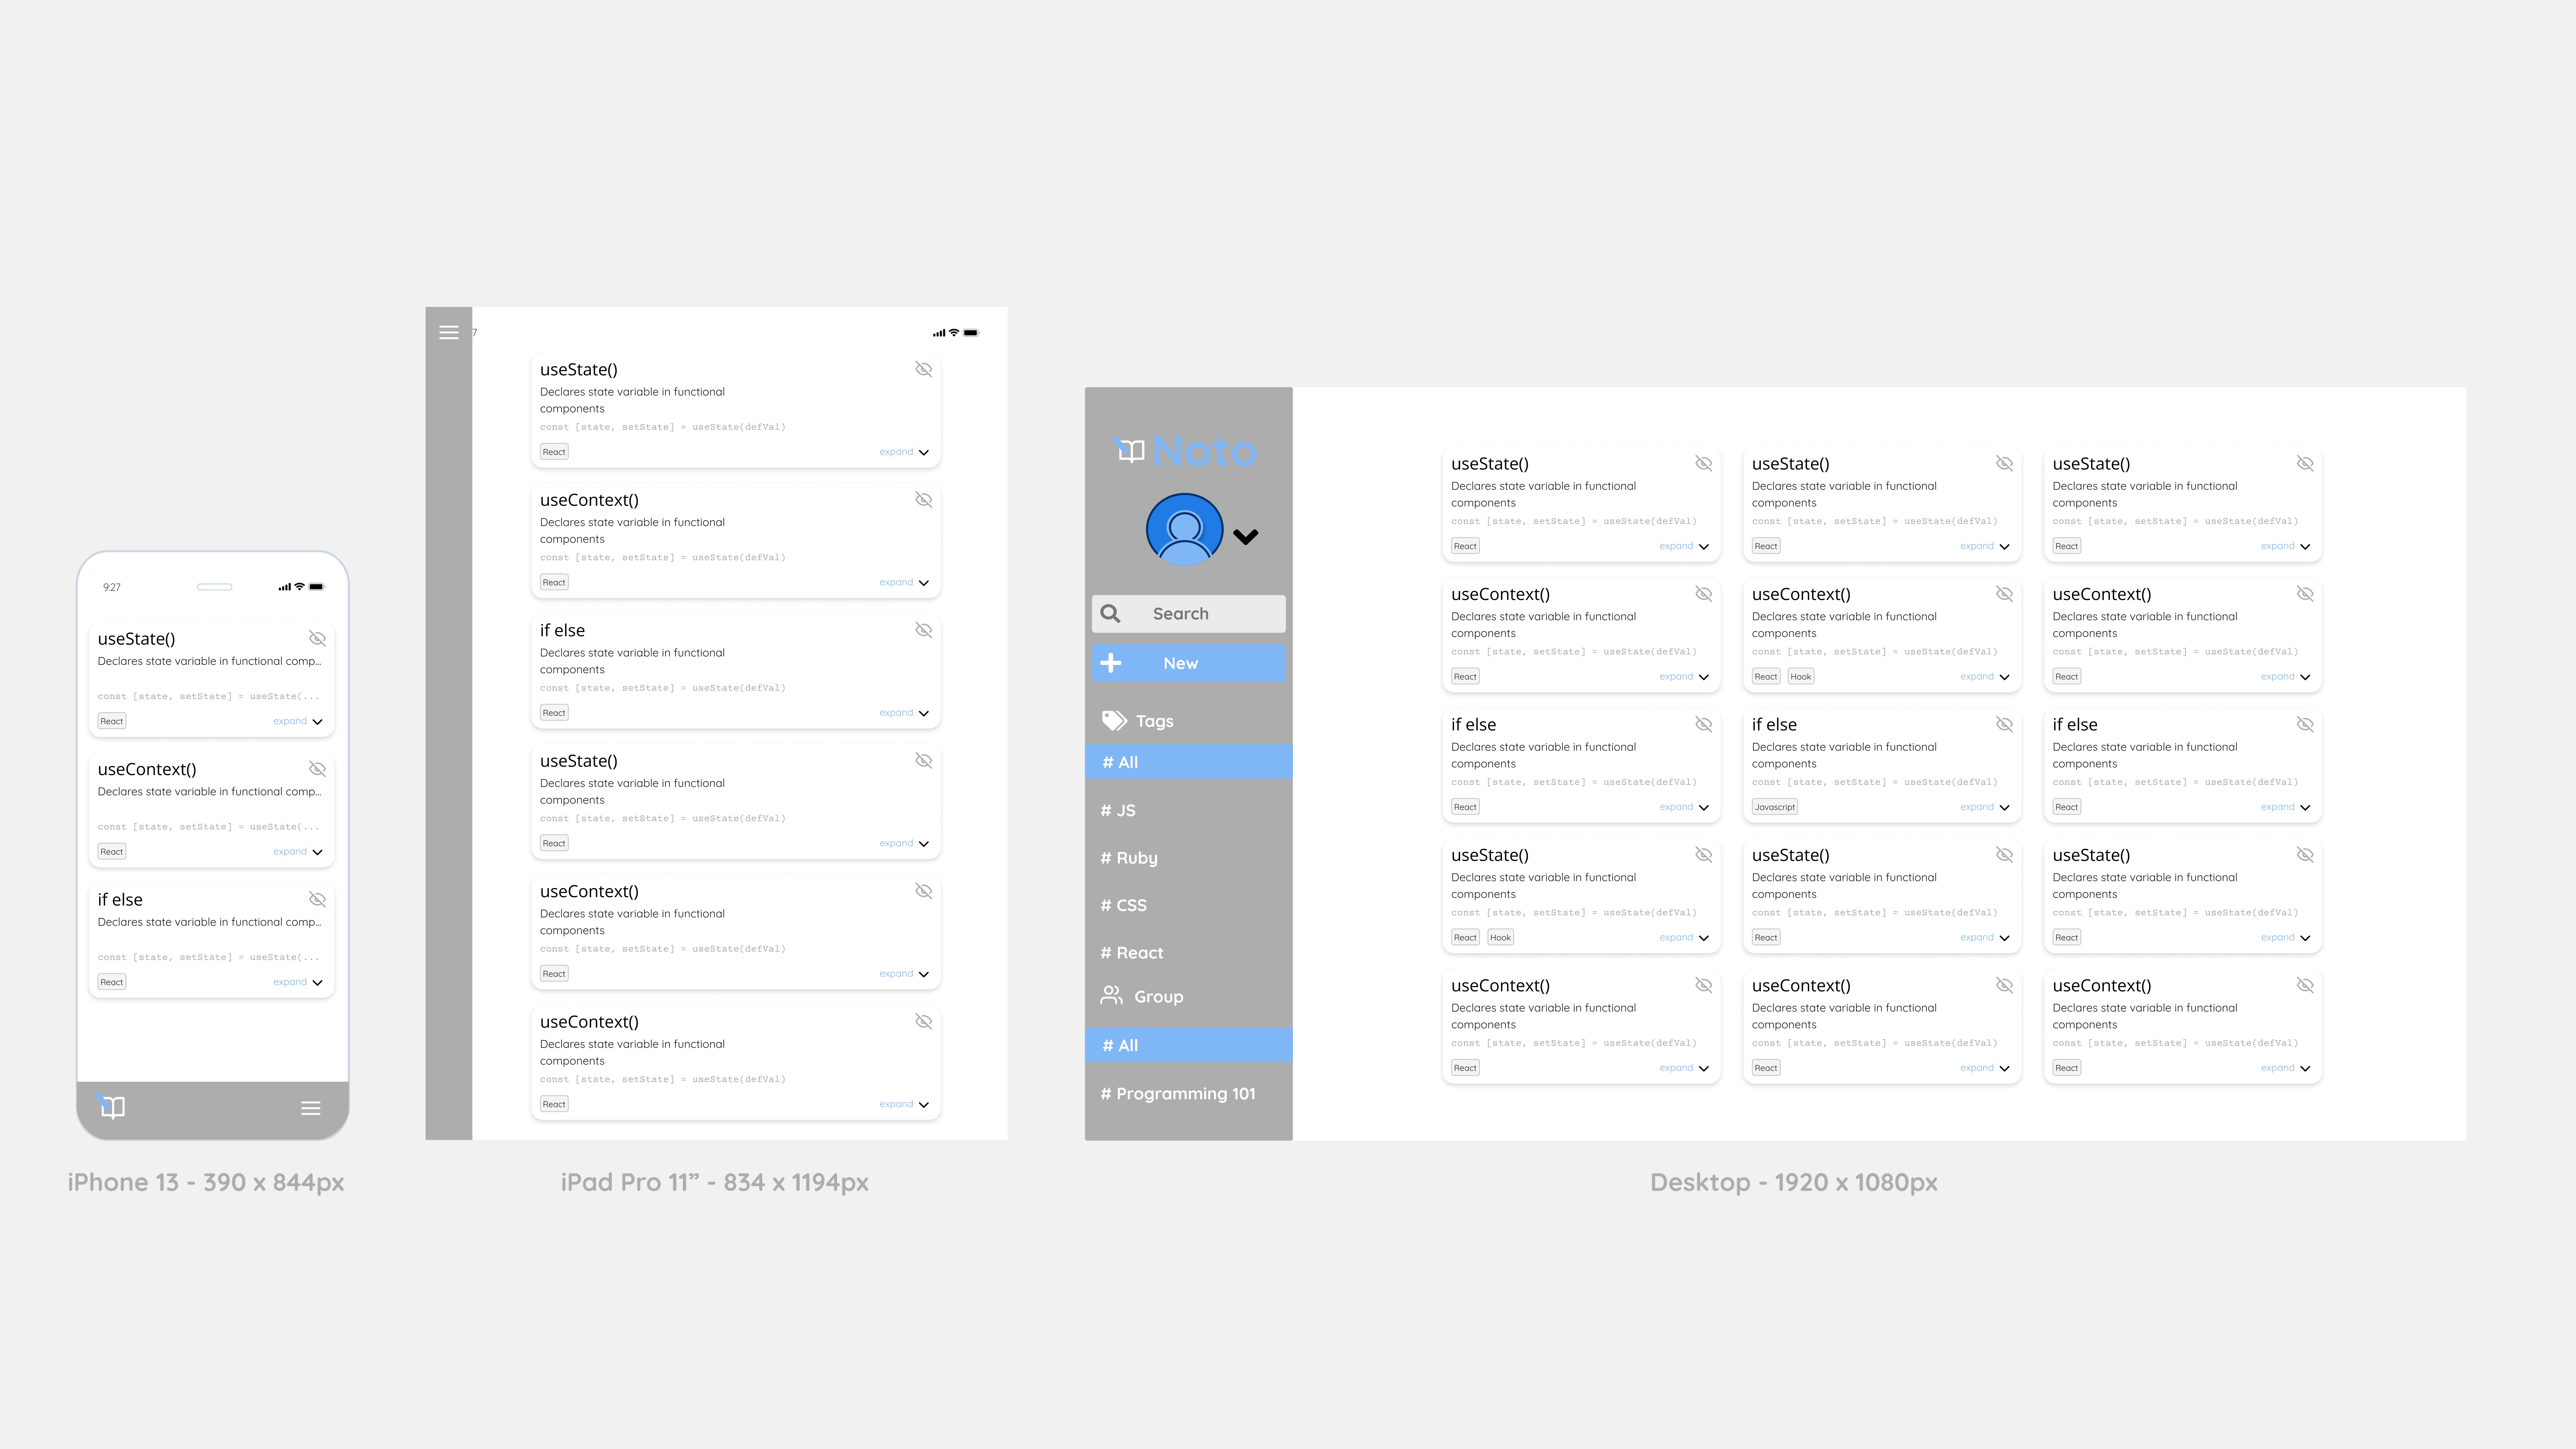 9:27
useState()
Declares state variable in functional comp...
const [state, setState] = useState(...
React
expand
useContext()
Declares state variable in functional comp...
const [state, setState] = useState(...
React
expand
if else
Declares state variable in functional comp...
const [state, setState] = useState(...
React
expand
iPhone 13 - 390 x 844px
7
useState()
Declares state variable in functional
components
const [state, setState] = useState(defVal)
React
expand
useContext()
Declares state variable in functional
components
const [state, setState] = useState(defVal)
React
expand
if else
Declares state variable in functional
components
const [state, setState] = useState(defVal)
React
expand
useState()
Declares state variable in functional
components
const [state, setState] = useState(defVal)
React
expand
useContext()
Declares state variable in functional
components
const [state, setState] = useState(defVal)
React
expand
useContext()
Declares state variable in functional
components
const [state, setState] = useState(defVal)
React
expand
iPad Pro 11” - 834 x 1194px
Noto
Search
New
Tags
# All
# JS
# Ruby
# CSS
# React
Group
# All
# Programming 101
useState()
Declares state variable in functional
components
const [state, setState] = useState(defVal)
React
expand
useState()
Declares state variable in functional
components
const [state, setState] = useState(defVal)
React
expand
useState()
Declares state variable in functional
components
const [state, setState] = useState(defVal)
React
expand
useContext()
Declares state variable in functional
components
const [state, setState] = useState(defVal)
React
expand
useContext()
Declares state variable in functional
components
const [state, setState] = useState(defVal)
React Hook
expand
useContext()
Declares state variable in functional
components
const [state, setState] = useState(defVal)
React
expand
if else
Declares state variable in functional
components
const [state, setState] = useState(defVal)
React
expand
if else
Declares state variable in functional
components
const [state, setState] = useState(defVal)
Javascript
expand
if else
Declares state variable in functional
components
const [state, setState] = useState(defVal)
React
expand
useState()
Declares state variable in functional
components
const [state, setState] = useState(defVal)
React Hook
expand
useState()
Declares state variable in functional
components
const [state, setState] = useState(defVal)
React
expand
useState()
Declares state variable in functional
components
const [state, setState] = useState(defVal)
React
expand
useContext()
Declares state variable in functional
components
const [state, setState] = useState(defVal)
React
expand
useContext()
Declares state variable in functional
components
const [state, setState] = useState(defVal)
React
expand
useContext()
Declares state variable in functional
components
const [state, setState] = useState(defVal)
React
expand
Desktop - 1920 x 1080px